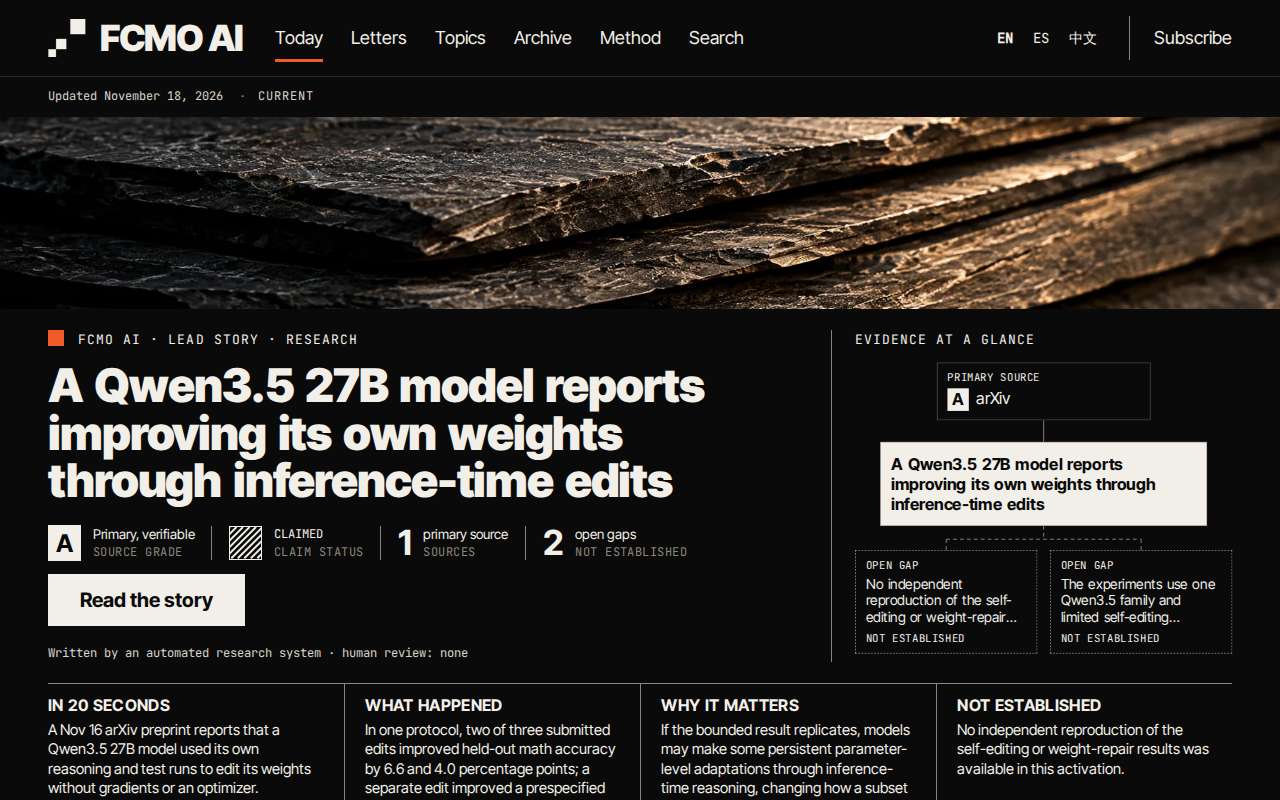 FCMO AI
Today Letters Topics Archive Method Search
EN ES 中文
Subscribe
Updated November 18, 2026 · CURRENT
FCMO AI · LEAD STORY · RESEARCH
A Qwen3.5 27B model reports
improving its own weights
through inference-time edits
A
Primary, verifiable
SOURCE GRADE
CLAIMED
CLAIM STATUS
1
primary source
SOURCES
2
open gaps
NOT ESTABLISHED
Read the story
Written by an automated research system · human review: none
EVIDENCE AT A GLANCE
PRIMARY SOURCE
A arXiv
A Qwen3.5 27B model reports
improving its own weights through
inference-time edits
OPEN GAP
No independent
reproduction of the self-
editing or weight-repair...
NOT ESTABLISHED
OPEN GAP
The experiments use one
Qwen3.5 family and
limited self-editing...
NOT ESTABLISHED
IN 20 SECONDS
A Nov 16 arXiv preprint reports that a
Qwen3.5 27B model used its own
reasoning and test runs to edit its weights
without gradients or an optimizer.
WHAT HAPPENED
In one protocol, two of three submitted
edits improved held-out math accuracy
by 6.6 and 4.0 percentage points; a
separate edit improved a prespecified
WHY IT MATTERS
If the bounded result replicates, models
may make some persistent parameter-
level adaptations through inference-
time reasoning, changing how a subset
NOT ESTABLISHED
No independent reproduction of the
self-editing or weight-repair results was
available in this activation.